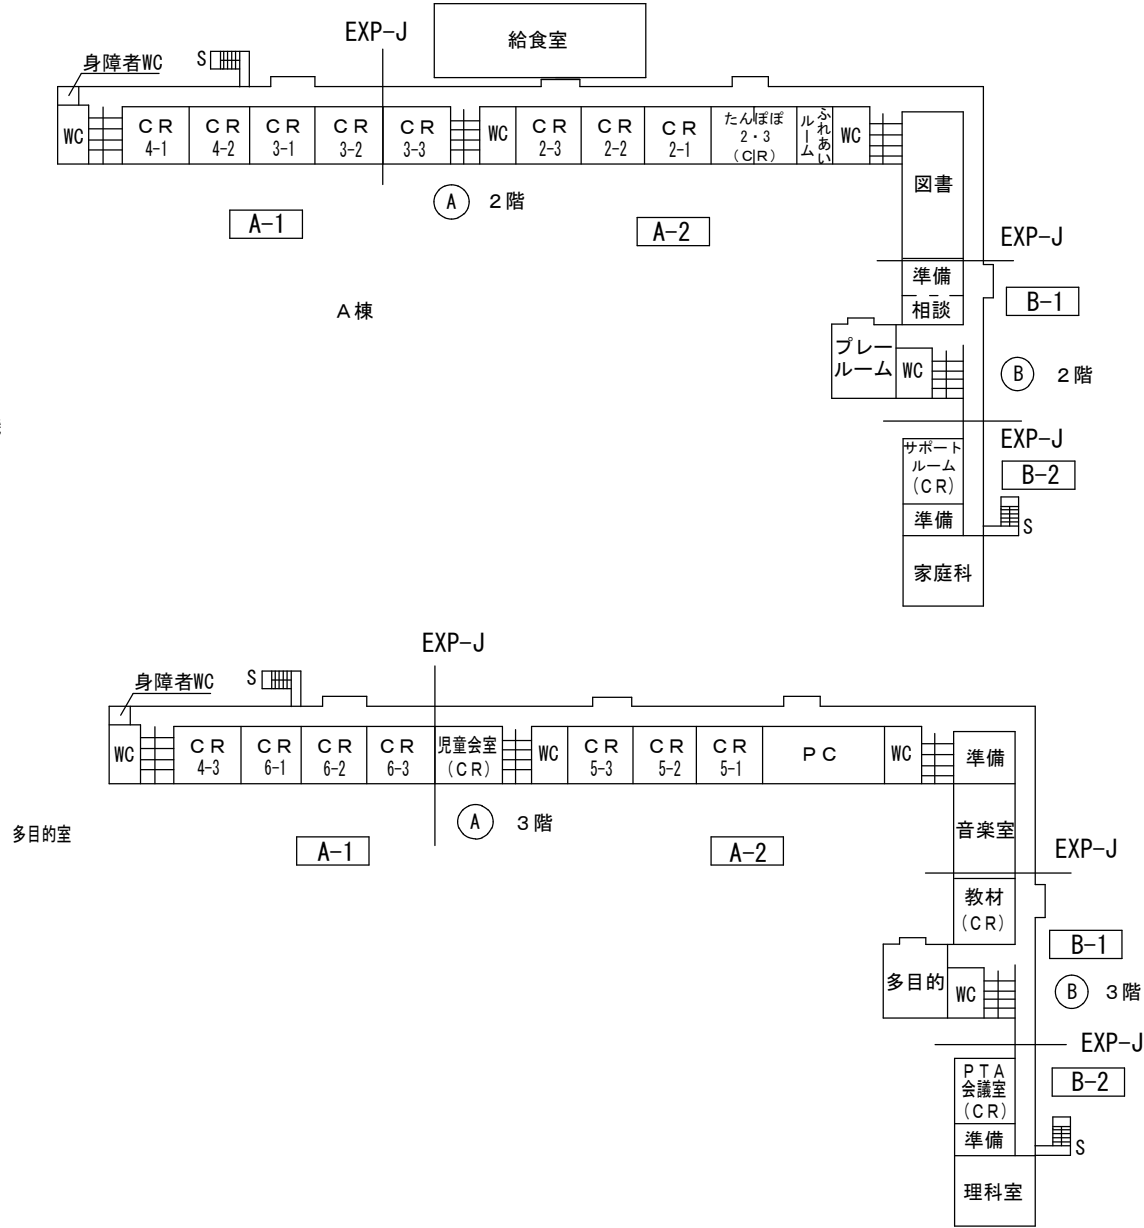 EXP-J
給食室
身障者WC
S
WC
CR
4-1
CR
4-2
CR
3-1
CR
3-2
CR
3-3
WC
CR
2-3
CR
2-2
CR
2-1
たんぽぽ
2・3
(CR)
ふれあい
ルーム
WC
図書
A
2階
A-1
A-2
EXP-J
準備
B-1
相談
A棟
プレー
ルーム
WC
B
2階
EXP-J
サポート
ルーム
(CR)
B-2
準備
S
家庭科
EXP-J
身障者WC
S
WC
CR
4-3
CR
6-1
CR
6-2
CR
6-3
児童会室
(CR)
WC
CR
5-3
CR
5-2
CR
5-1
PC
WC
準備
A
3階
多目的室
音楽室
A-1
A-2
EXP-J
教材
(CR)
B-1
多目的
WC
B
3階
EXP-J
PTA
会議室
(CR)
B-2
準備
S
理科室